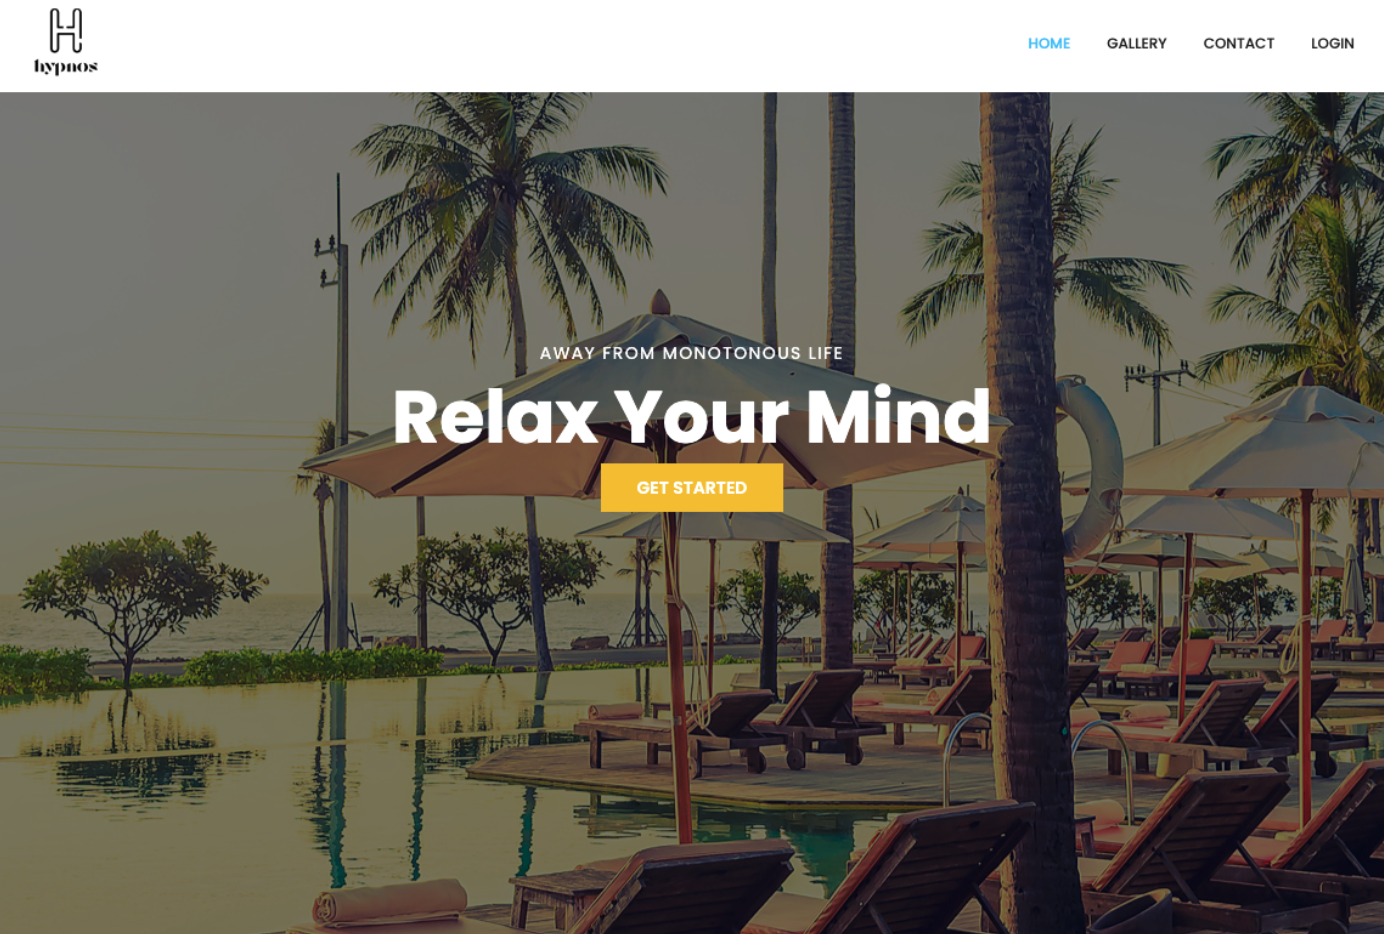 hypnos
HOME GALLERY CONTACT LOGIN
AWAY FROM MONOTONOUS LIFE
Relax Your Mind
GET STARTED